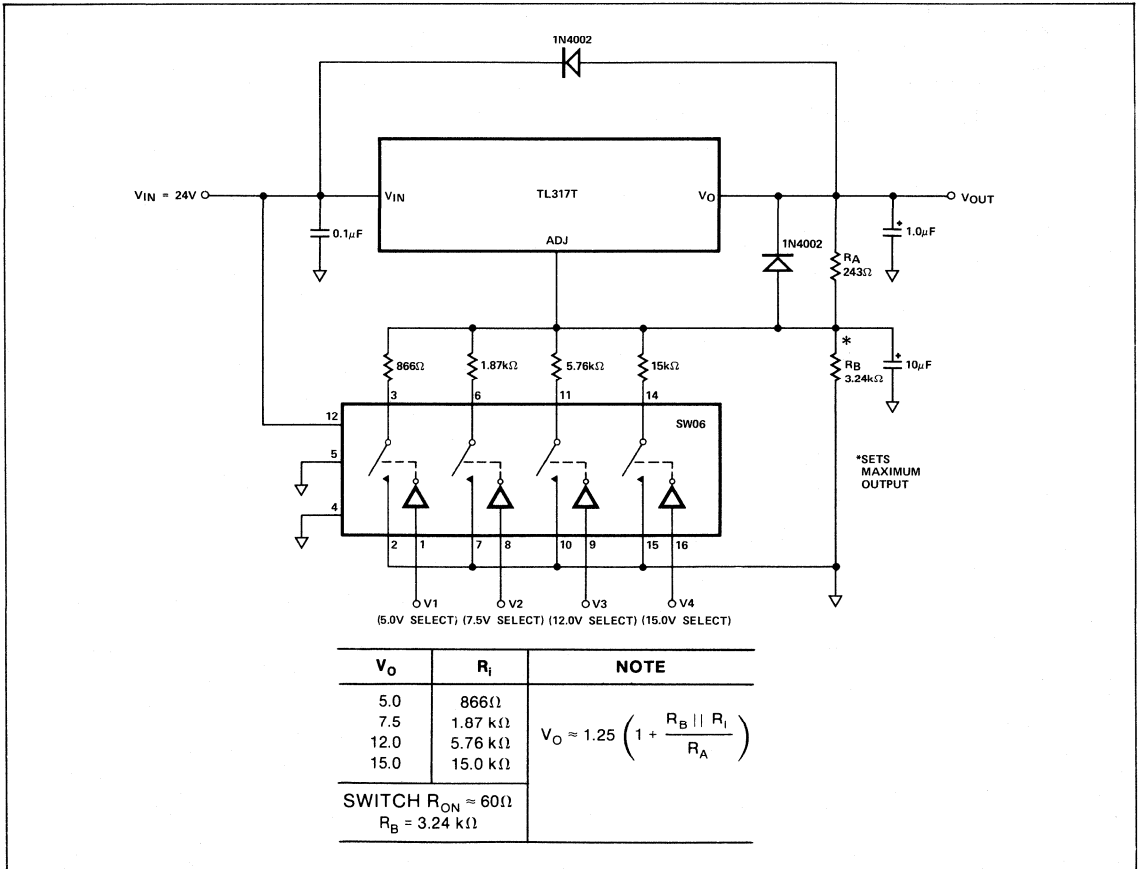 1N4002
VIN = 24V
VIN
TL317T
VO
VOUT
ADJ
0.1μF
1N4002
RA
243Ω
+
1.0μF
866Ω
1.87kΩ
5.76kΩ
15kΩ
*
RB
3.24kΩ
+
10μF
3
6
11
14
12
SW06
5
4
*SETS
MAXIMUM
OUTPUT
2 1 7 8 10 9 15 16
V1 V2 V3 V4
(5.0V SELECT) (7.5V SELECT) (12.0V SELECT) (15.0V SELECT)
VO Ri NOTE
5.0 866Ω
7.5 1.87 kΩ
12.0 5.76 kΩ
15.0 15.0 kΩ
VO ≈ 1.25 (1 + RB || RI / RA)
SWITCH RON ≈ 60Ω
RB = 3.24 kΩ